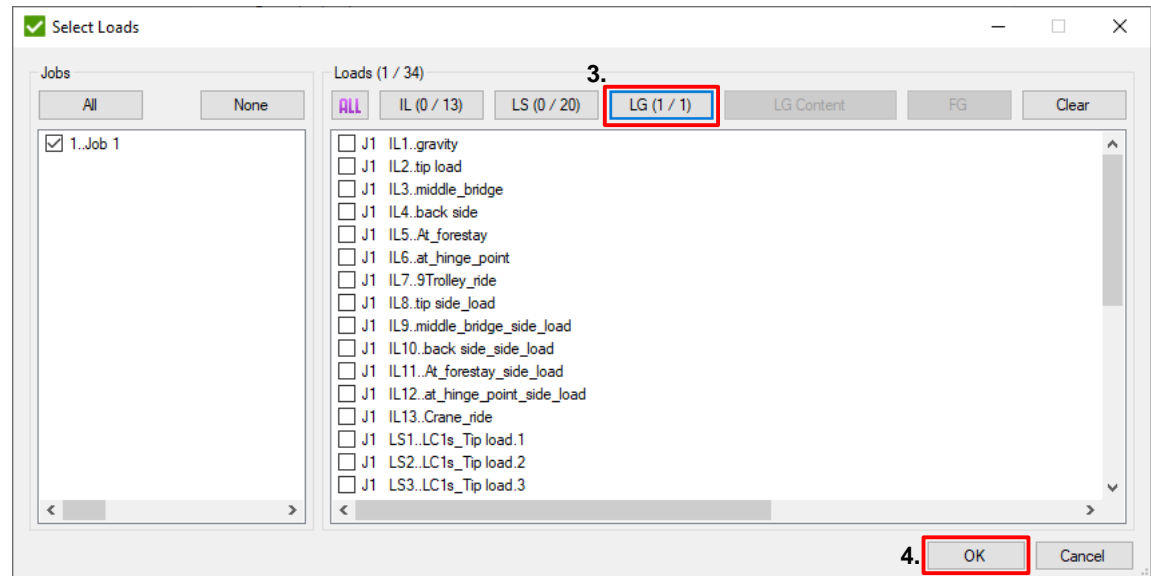 Select Loads
Jobs
All None
1..Job 1
Loads (1 / 34)
3.
ALL IL (0 / 13) LS (0 / 20) LG (1 / 1) LG Content FG Clear
J1 IL1..gravity
J1 IL2..tip load
J1 IL3..middle_bridge
J1 IL4..back side
J1 IL5..At_forestay
J1 IL6..at_hinge_point
J1 IL7..9Trolley_ride
J1 IL8..tip side_load
J1 IL9..middle_bridge_side_load
J1 IL10..back side_side_load
J1 IL11..At_forestay_side_load
J1 IL12..at_hinge_point_side_load
J1 IL13..Crane_ride
J1 LS1..LC1s_Tip load.1
J1 LS2..LC1s_Tip load.2
J1 LS3..LC1s_Tip load.3
4. OK Cancel